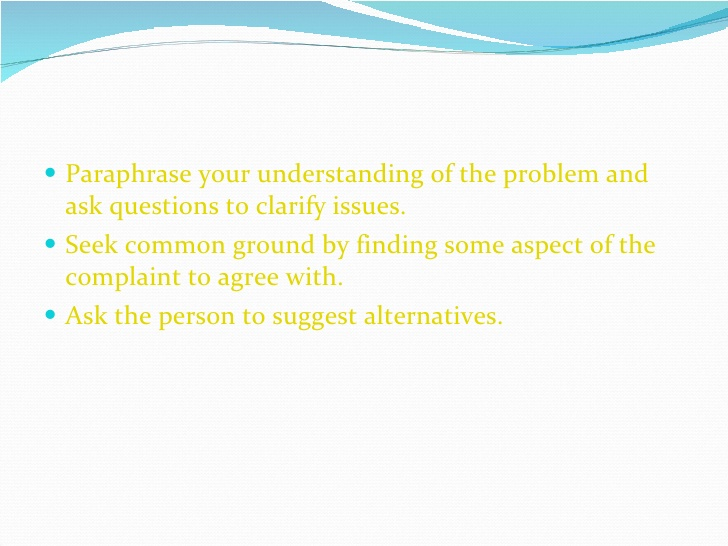 • Paraphrase your understanding of the problem and
ask questions to clarify issues.
• Seek common ground by finding some aspect of the
complaint to agree with.
• Ask the person to suggest alternatives.